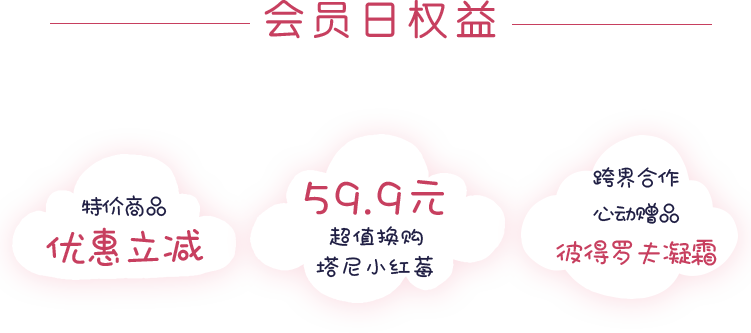 会员日权益
特价商品
优惠立减
59.9元
超值换购
塔尼小红莓
跨界合作
心动赠品
彼得罗夫凝霜